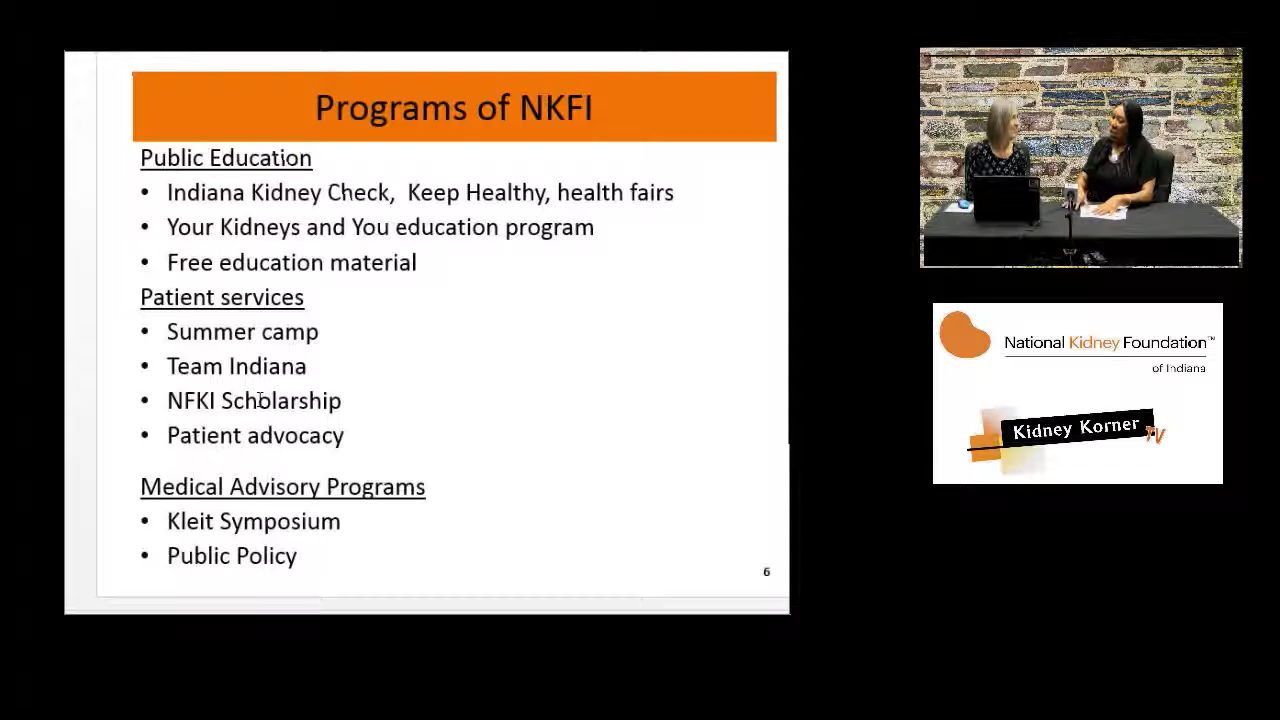 Programs of NKFI
Public Education
• Indiana Kidney Check,  Keep Healthy, health fairs
• Your Kidneys and You education program
• Free education material
Patient services
• Summer camp
• Team Indiana
• NFKI Scholarship
• Patient advocacy
Medical Advisory Programs
• Kleit Symposium
• Public Policy
6
National Kidney Foundation™
of Indiana
Kidney Korner TV